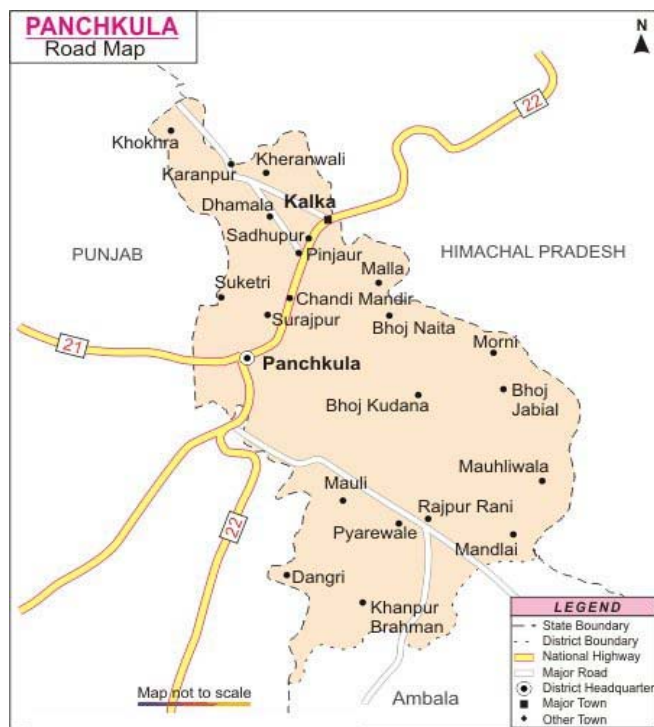 PANCHKULA
Road Map
N
22
Khokhra
Karanpur
Kheranwali
Dhamala
Kalka
Sadhupur
PUNJAB
Pinjaur
HIMACHAL PRADESH
Malla
Suketri
Chandi Mandir
Surajpur
Bhoj Naita
21
Morni
Panchkula
Bhoj Kudana
Bhoj
Jabial
Mauhliwala
Mauli
Rajpur Rani
22
Pyarewale
Mandlai
Dangri
Khanpur
Brahman
LEGEND
State Boundary
District Boundary
National Highway
Major Road
District Headquarter
Major Town
Other Town
Map not to scale
Ambala